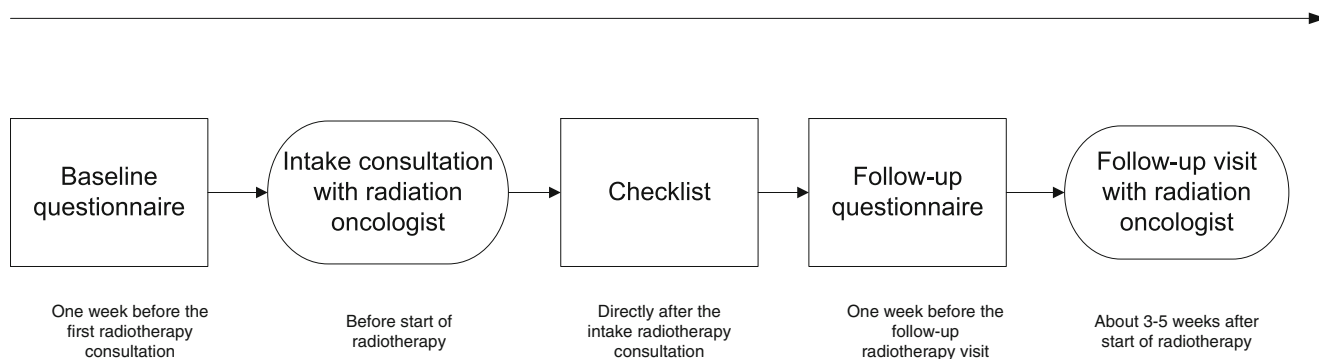 Baseline
questionnaire
Intake consultation
with radiation
oncologist
Checklist
Follow-up
questionnaire
Follow-up visit
with radiation
oncologist
One week before the
first radiotherapy
consultation
Before start of
radiotherapy
Directly after the
intake radiotherapy
consultation
One week before the
follow-up
radiotherapy visit
About 3-5 weeks after
start of radiotherapy